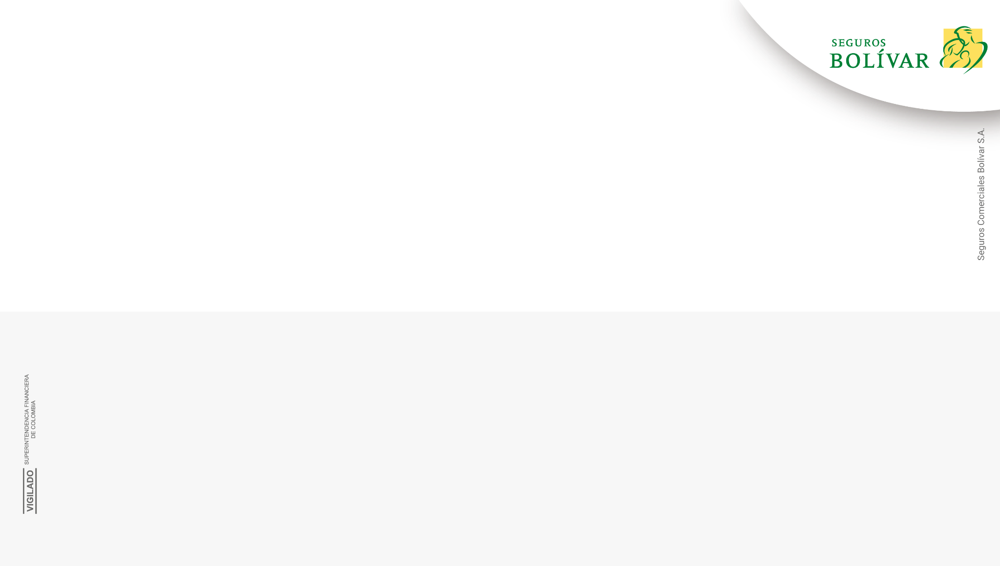 SEGUROS
BOLÍVAR
Seguros Comerciales Bolívar S.A.
VIGILADO
SUPERINTENDENCIA FINANCIERA
DE COLOMBIA